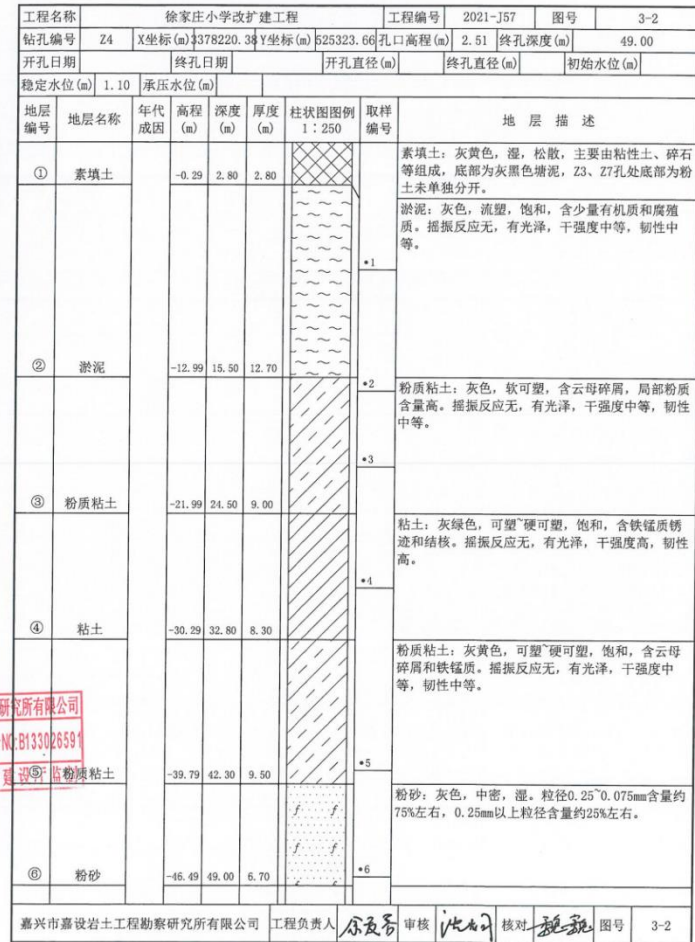 工程名称 徐家庄小学改扩建工程 工程编号 2021-J57 图号 3-2
钻孔编号 Z4 X坐标(m) 3378220.38 Y坐标(m) 525323.66 孔口高程(m) 2.51 终孔深度(m) 49.00
开孔日期 终孔日期 开孔直径(m) 终孔直径(m) 初始水位(m)
稳定水位(m) 1.10 承压水位(m)
地层编号 地层名称 年代成因 高程(m) 深度(m) 厚度(m) 柱状图图例 1:250 取样编号 地层描述
① 素填土 -0.29 2.80 2.80
素填土：灰黄色，湿，松散，主要由粘性土、碎石
等组成，底部为灰黑色塘泥，Z3、Z7孔处底部为粉
土未单独分开。
淤泥：灰色，流塑，饱和，含少量有机质和腐殖
质。摇振反应无，有光泽，干强度中等，韧性中
等。
•1
② 淤泥 -12.99 15.50 12.70
•2
粉质粘土：灰色，软可塑，含云母碎屑，局部粉质
含量高。摇振反应无，有光泽，干强度中等，韧性
中等。
•3
③ 粉质粘土 -21.99 24.50 9.00
粘土：灰绿色，可塑~硬可塑，饱和，含铁锰质锈
迹和结核。摇振反应无，有光泽，干强度高，韧性
高。
•4
④ 粘土 -30.29 32.80 8.30
粉质粘土：灰黄色，可塑~硬可塑，饱和，含云母
碎屑和铁锰质。摇振反应无，有光泽，干强度中
等，韧性中等。
研究所有限公司
NO:B133026591
•5
⑤ 粉质粘土 -39.79 42.30 9.50
粉砂：灰色，中密，湿。粒径0.25~0.075mm含量约
75%左右，0.25mm以上粒径含量约25%左右。
f f
f f
•6
⑥ 粉砂 -46.49 49.00 6.70
嘉兴市嘉设岩土工程勘察研究所有限公司 工程负责人 审核 核对 图号 3-2